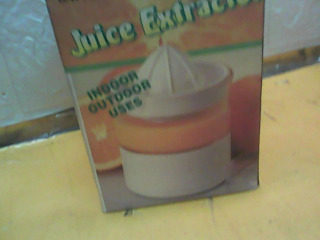 Juice Extractor
INDOOR
OUTDOOR
USES